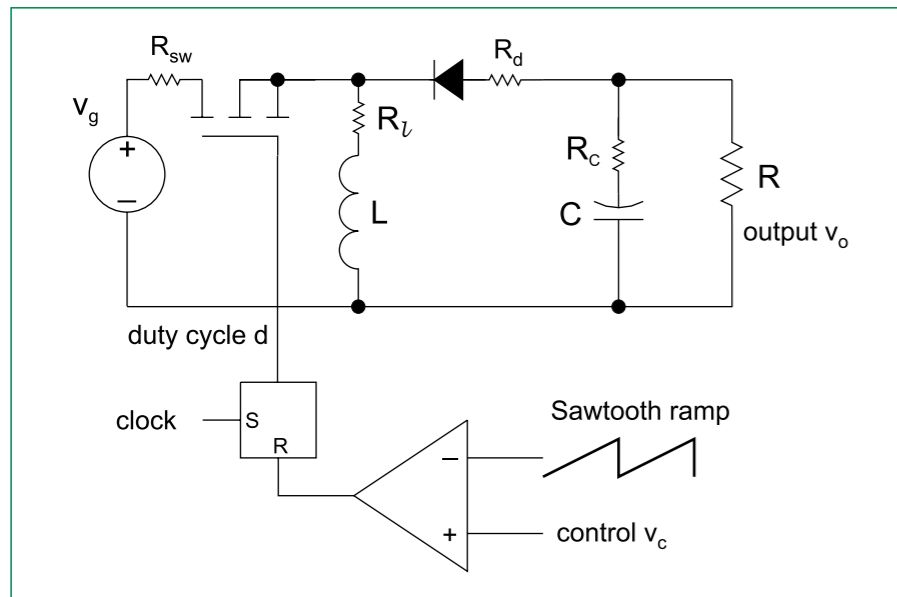 R_sw
R_d
v_g
+
–
R_l
R_C
C
L
R
output v_o
duty cycle d
clock
S
R
Sawtooth ramp
–
+
control v_c